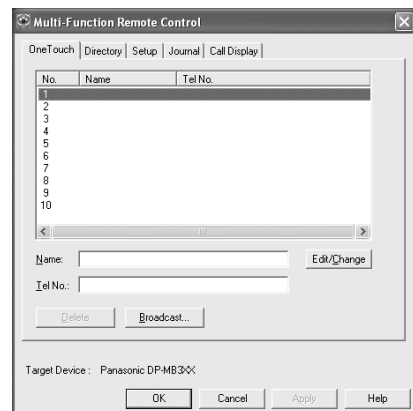 Multi-Function Remote Control
OneTouch Directory Setup Journal Call Display
No. Name Tel No.
1
2
3
4
5
6
7
8
9
10
Name: Edit/Change
Tel No.:
Delete Broadcast...
Target Device : Panasonic DP-MB3XX
OK Cancel Apply Help